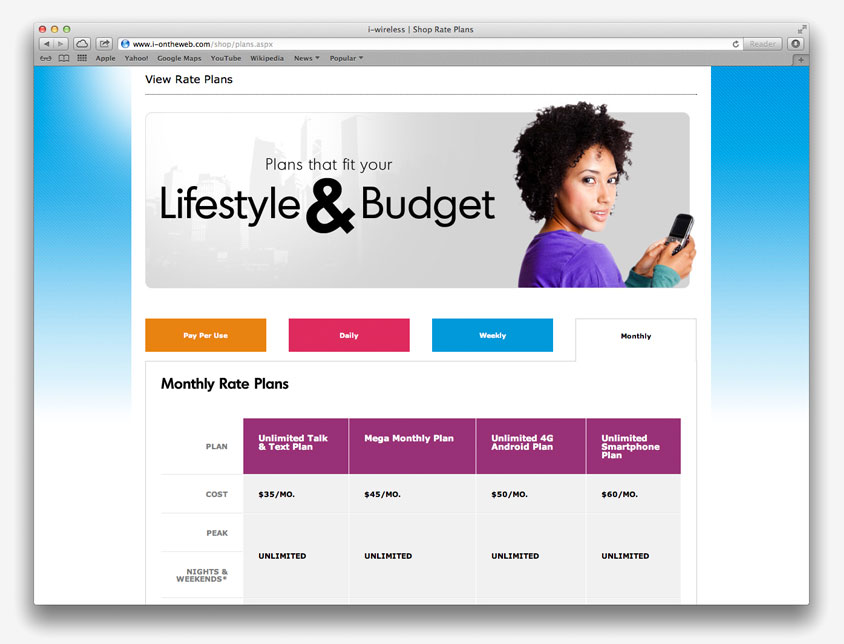 i-wireless | Shop Rate Plans
www.i-ontheweb.com/shop/plans.aspx
Reader
Apple Yahoo! Google Maps YouTube Wikipedia News Popular
View Rate Plans
Plans that fit your
Lifestyle & Budget
Pay Per Use Daily Weekly Monthly
Monthly Rate Plans
PLAN
Unlimited Talk
& Text Plan
Mega Monthly Plan
Unlimited 4G
Android Plan
Unlimited
Smartphone
Plan
COST $35/MO. $45/MO. $50/MO. $60/MO.
PEAK
UNLIMITED UNLIMITED UNLIMITED UNLIMITED
NIGHTS &
WEEKENDS*